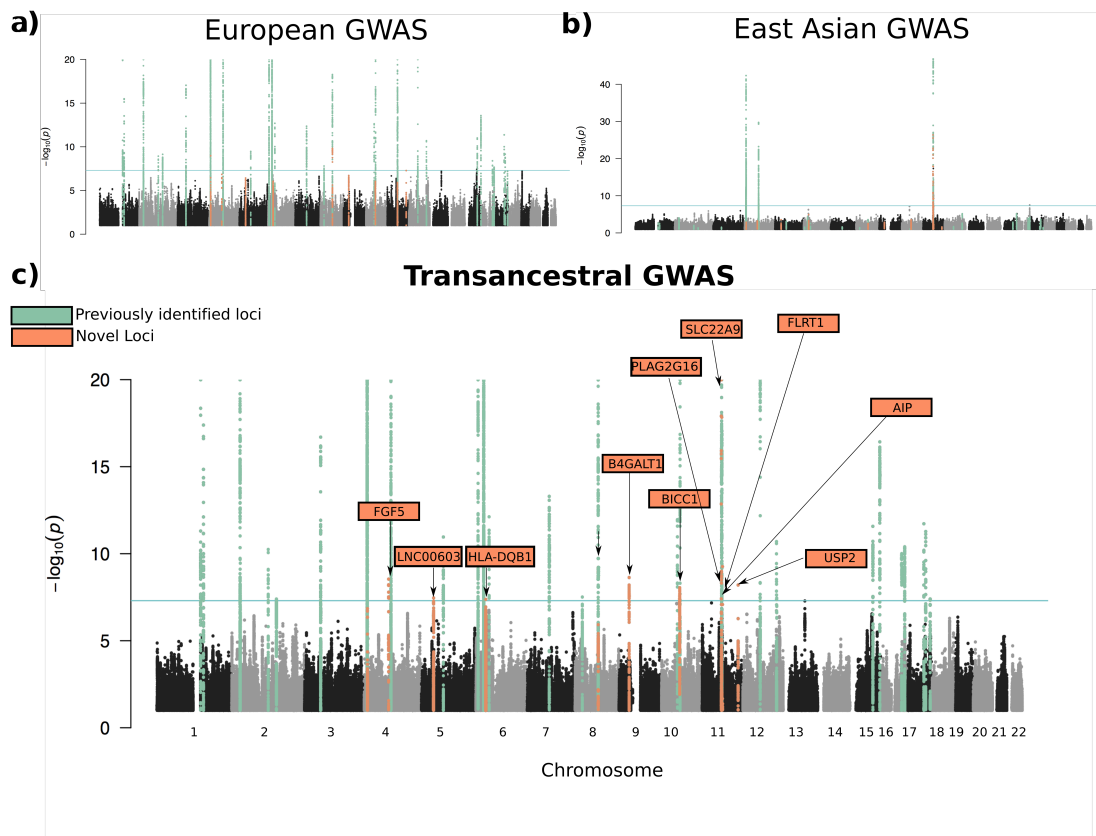 a)
European GWAS
20
15
10
5
0
−log10(p)
b)
East Asian GWAS
40
30
20
10
0
−log10(p)
c)
Transancestral GWAS
Previously identified loci
Novel Loci
SLC22A9
FLRT1
PLAG2G16
AIP
B4GALT1
BICC1
FGF5
LNC00603
HLA-DQB1
USP2
20
15
10
5
0
−log10(p)
1 2 3 4 5 6 7 8 9 10 11 12 13 14 15 16 17 18 19 20 21 22
Chromosome